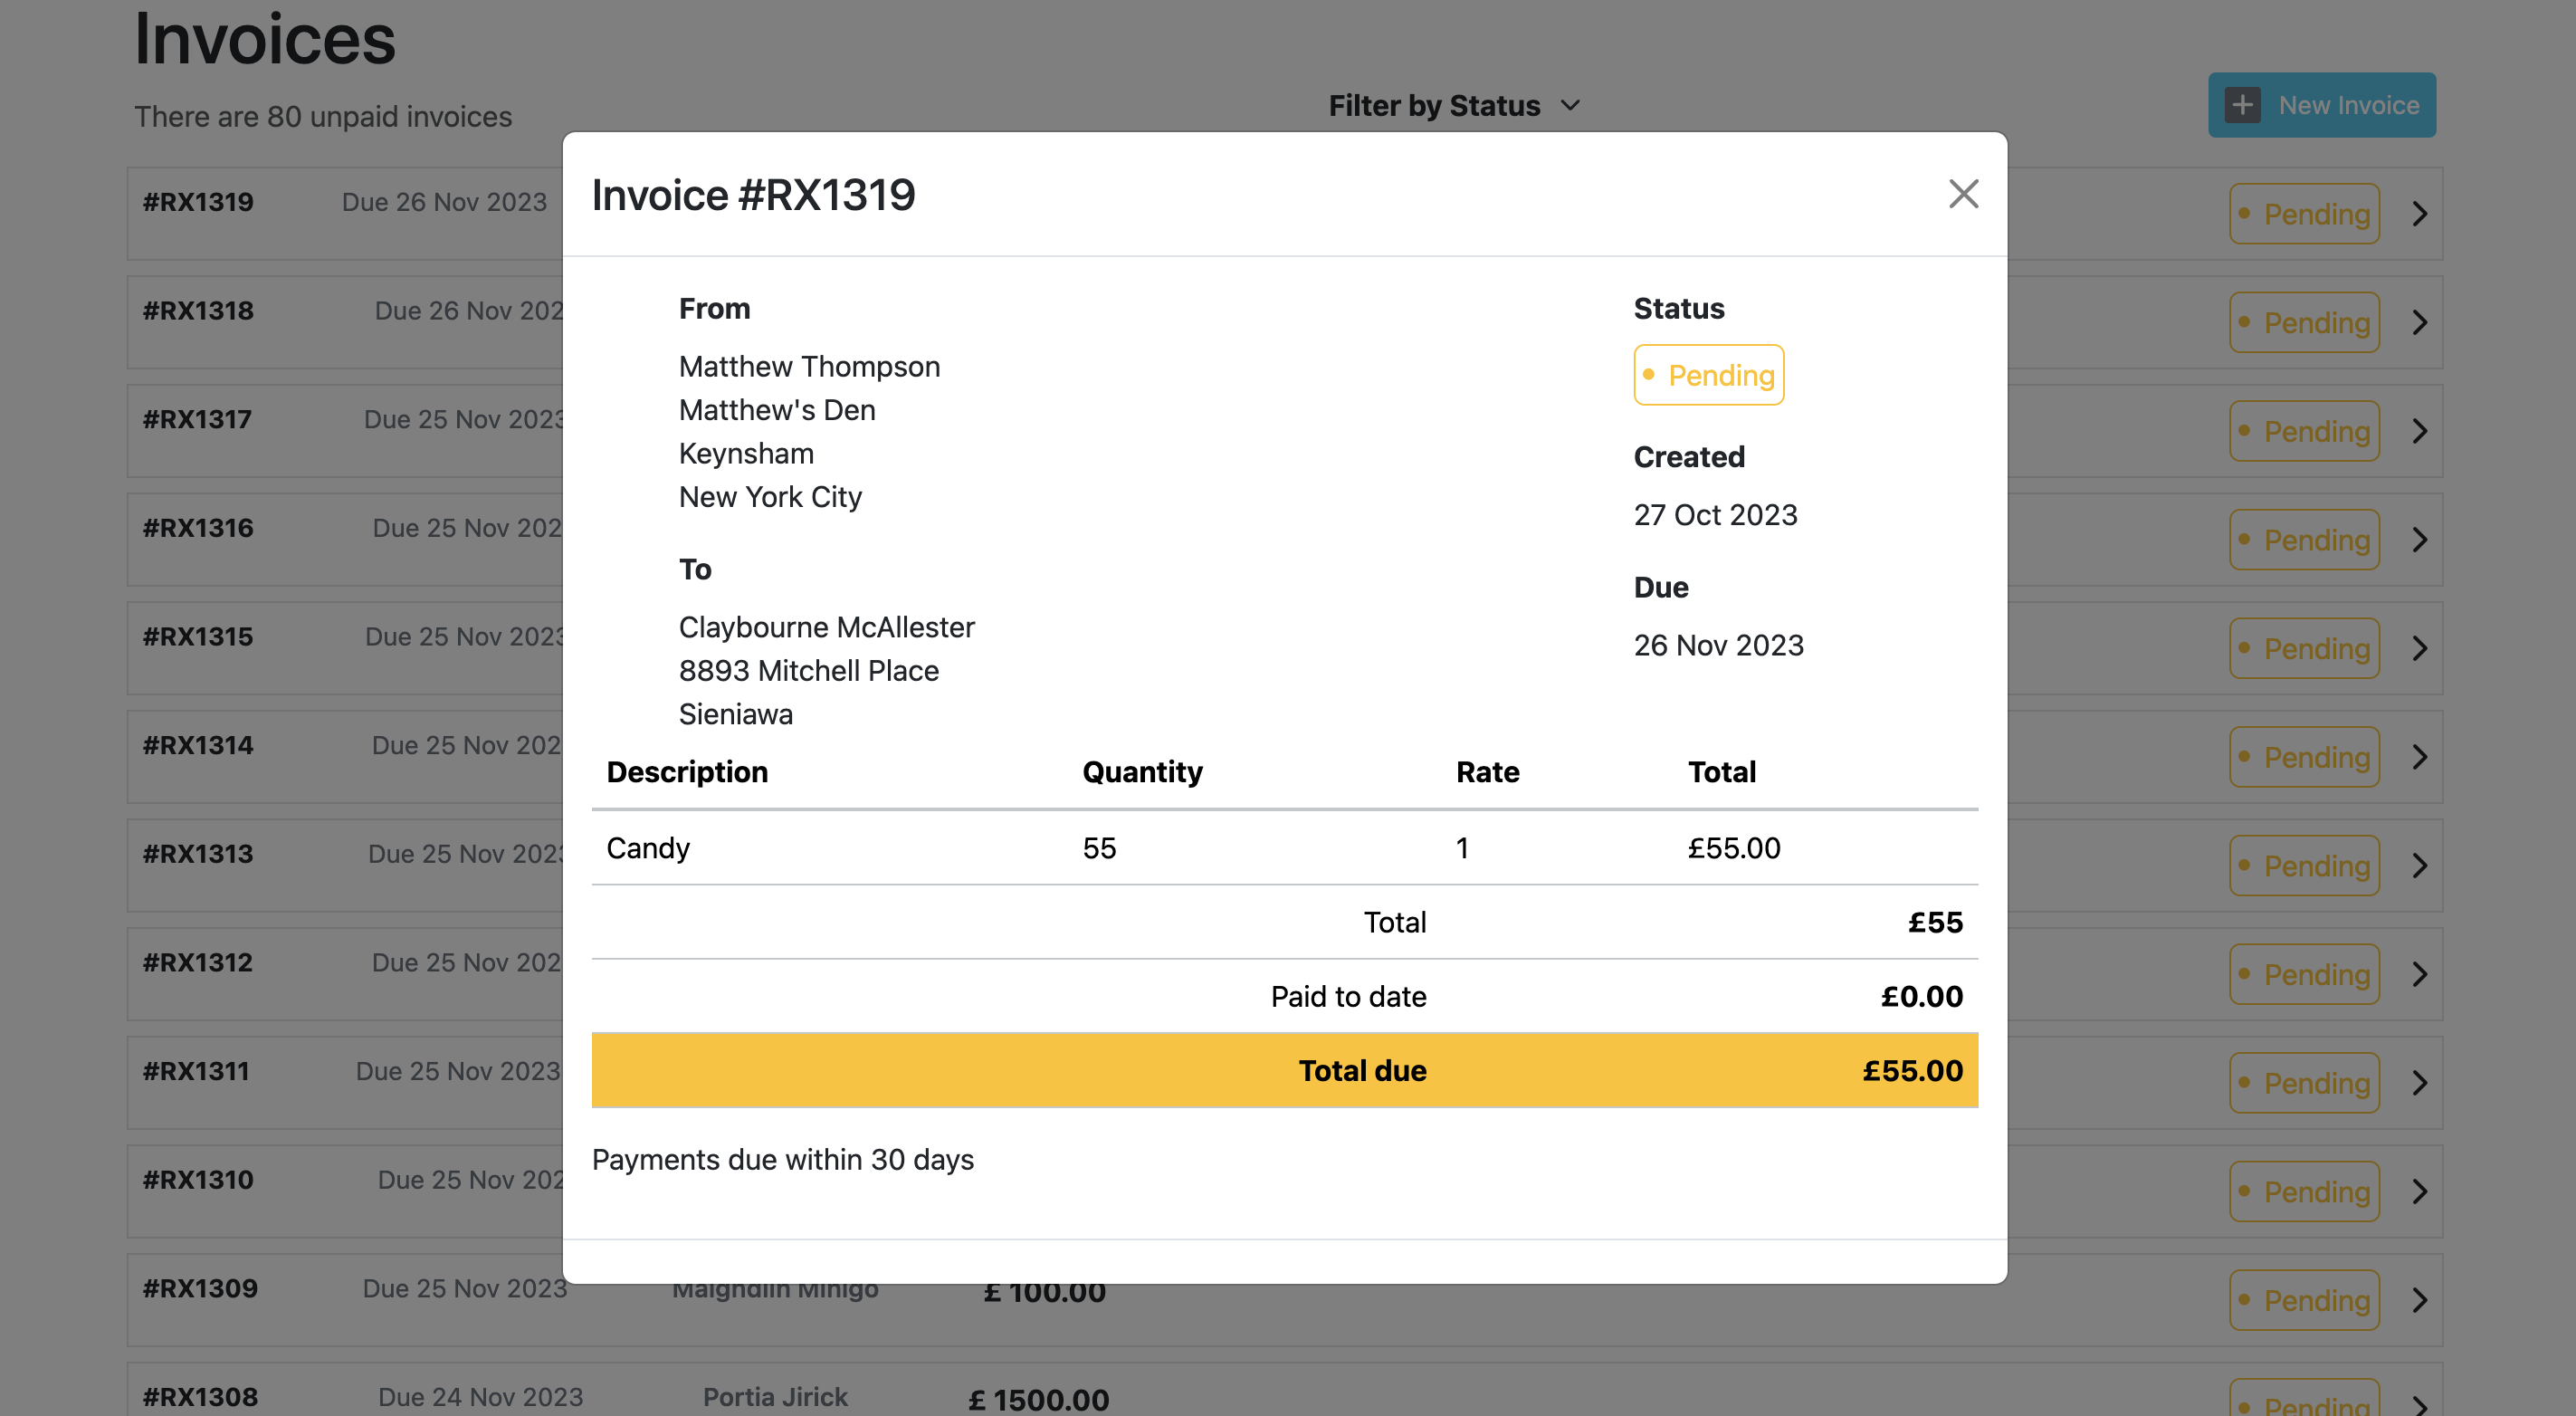 Invoices
There are 80 unpaid invoices
Filter by Status
New Invoice
Invoice #RX1319
From
Matthew Thompson
Matthew's Den
Keynsham
New York City
To
Claybourne McAllester
8893 Mitchell Place
Sieniawa
Status
Pending
Created
27 Oct 2023
Due
26 Nov 2023
Description Quantity Rate Total
Candy 55 1 £55.00
Total £55
Paid to date £0.00
Total due £55.00
Payments due within 30 days
#RX1319 Due 26 Nov 2023 Pending
#RX1318 Due 26 Nov 202 Pending
#RX1317 Due 25 Nov 2023 Pending
#RX1316 Due 25 Nov 202 Pending
#RX1315 Due 25 Nov 2023 Pending
#RX1314 Due 25 Nov 202 Pending
#RX1313 Due 25 Nov 2023 Pending
#RX1312 Due 25 Nov 202 Pending
#RX1311 Due 25 Nov 2023 Pending
#RX1310 Due 25 Nov 202 Pending
#RX1309 Due 25 Nov 2023 Maigndlin Minigo £ 100.00 Pending
#RX1308 Due 24 Nov 2023 Portia Jirick £ 1500.00 Pending